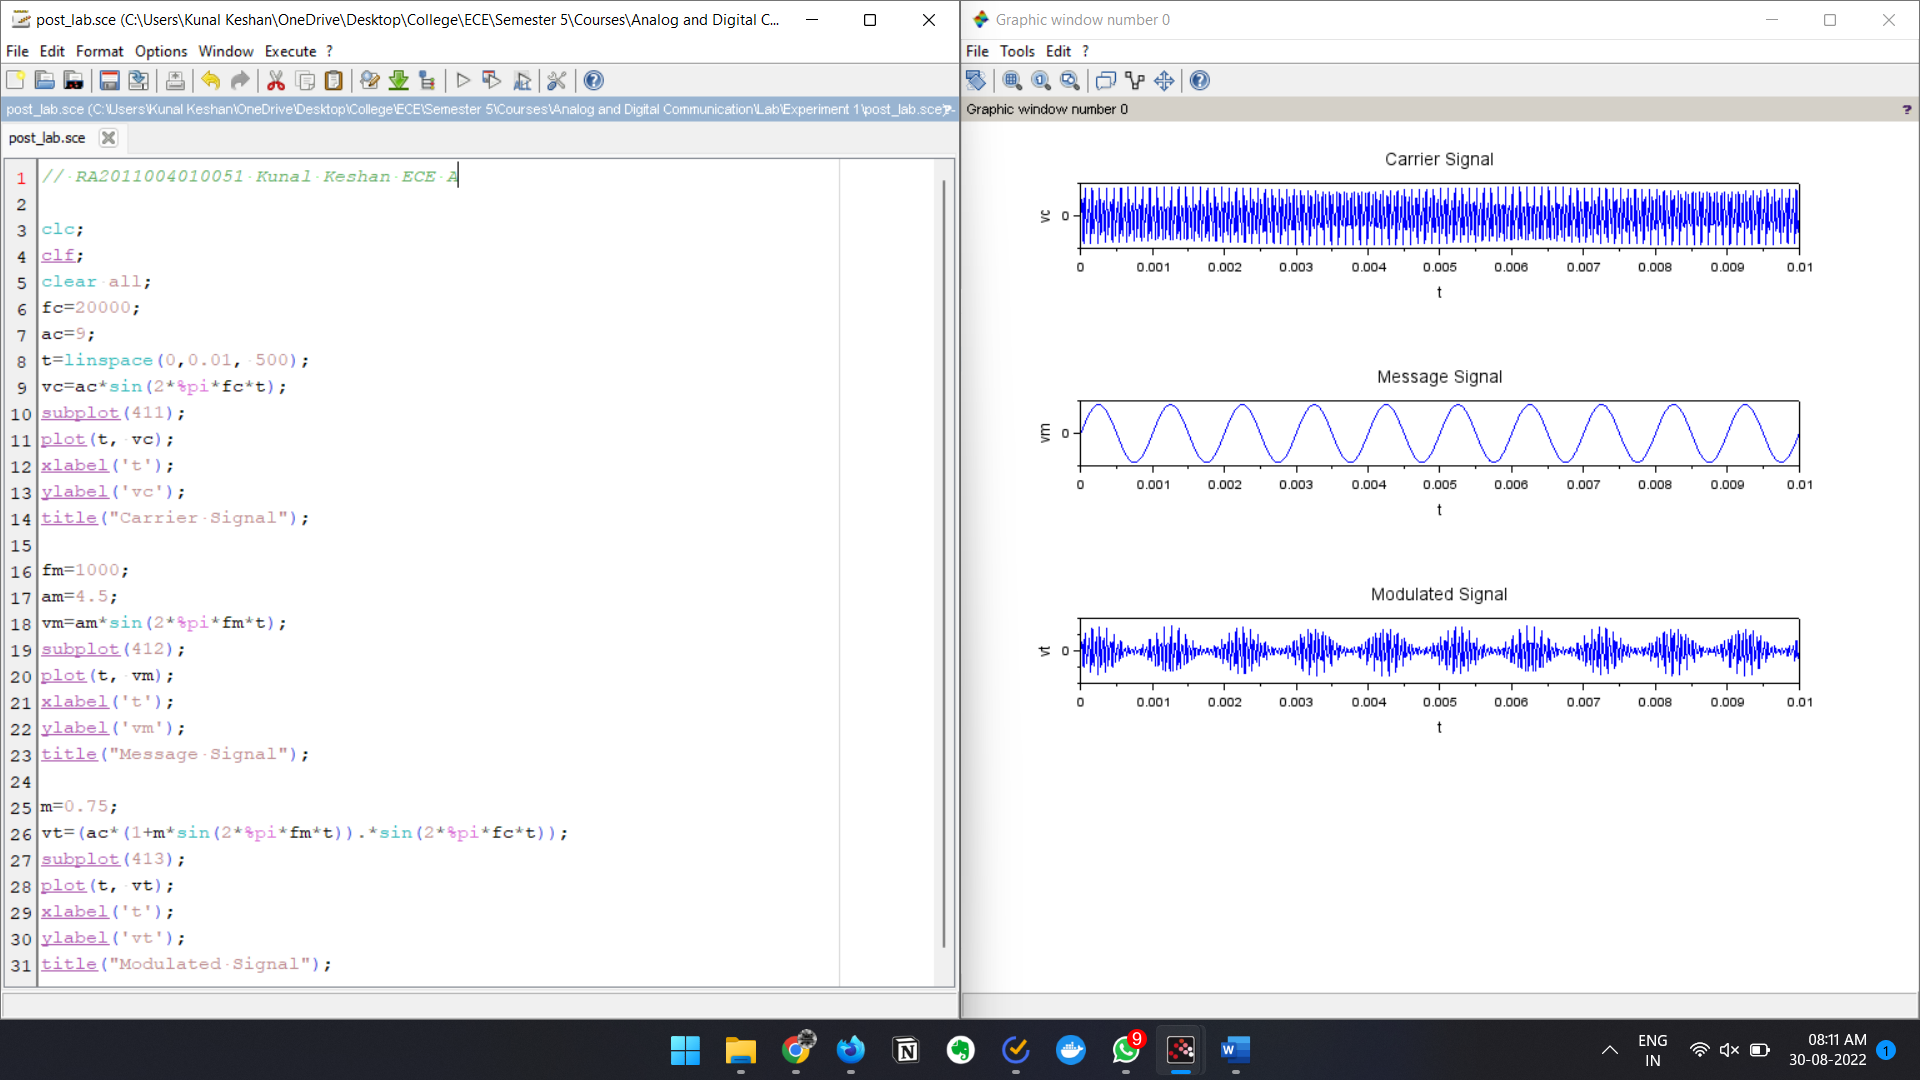 post_lab.sce (C:\Users\Kunal Keshan\OneDrive\Desktop\College\ECE\Semester 5\Courses\Analog and Digital C...
File Edit Format Options Window Execute ?
post_lab.sce (C:\Users\Kunal Keshan\OneDrive\Desktop\College\ECE\Semester 5\Courses\Analog and Digital Communication\Lab\Experiment 1\post_lab.sce)
post_lab.sce
1 // RA2011004010051 Kunal Keshan ECE A
2
3 clc;
4 clf;
5 clear all;
6 fc=20000;
7 ac=9;
8 t=linspace(0,0.01, 500);
9 vc=ac*sin(2*%pi*fc*t);
10 subplot(411);
11 plot(t, vc);
12 xlabel('t');
13 ylabel('vc');
14 title("Carrier Signal");
15
16 fm=1000;
17 am=4.5;
18 vm=am*sin(2*%pi*fm*t);
19 subplot(412);
20 plot(t, vm);
21 xlabel('t');
22 ylabel('vm');
23 title("Message Signal");
24
25 m=0.75;
26 vt=(ac*(1+m*sin(2*%pi*fm*t)).*sin(2*%pi*fc*t));
27 subplot(413);
28 plot(t, vt);
29 xlabel('t');
30 ylabel('vt');
31 title("Modulated Signal");
Graphic window number 0
File Tools Edit ?
Graphic window number 0 ?
Carrier Signal
vc
0
0 0.001 0.002 0.003 0.004 0.005 0.006 0.007 0.008 0.009 0.01
t
Message Signal
vm
0
0 0.001 0.002 0.003 0.004 0.005 0.006 0.007 0.008 0.009 0.01
t
Modulated Signal
vt
0
0 0.001 0.002 0.003 0.004 0.005 0.006 0.007 0.008 0.009 0.01
t
9
ENG
IN
08:11 AM
30-08-2022
1